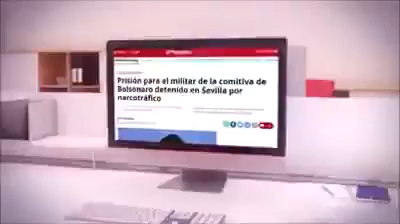 Prisión para el militar de la comitiva de
Bolsonaro detenido en Sevilla por
narcotráfico